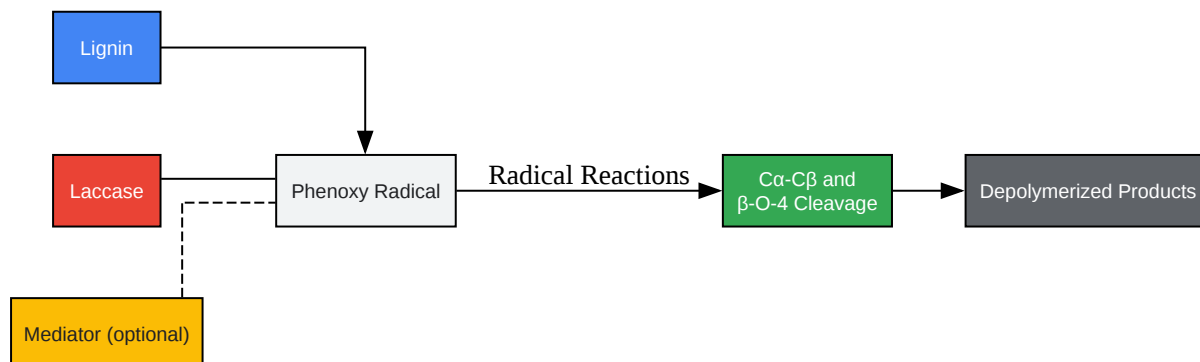 Lignin
Laccase
Phenoxy Radical
Radical Reactions
Cα-Cβ and
β-O-4 Cleavage
Depolymerized Products
Mediator (optional)